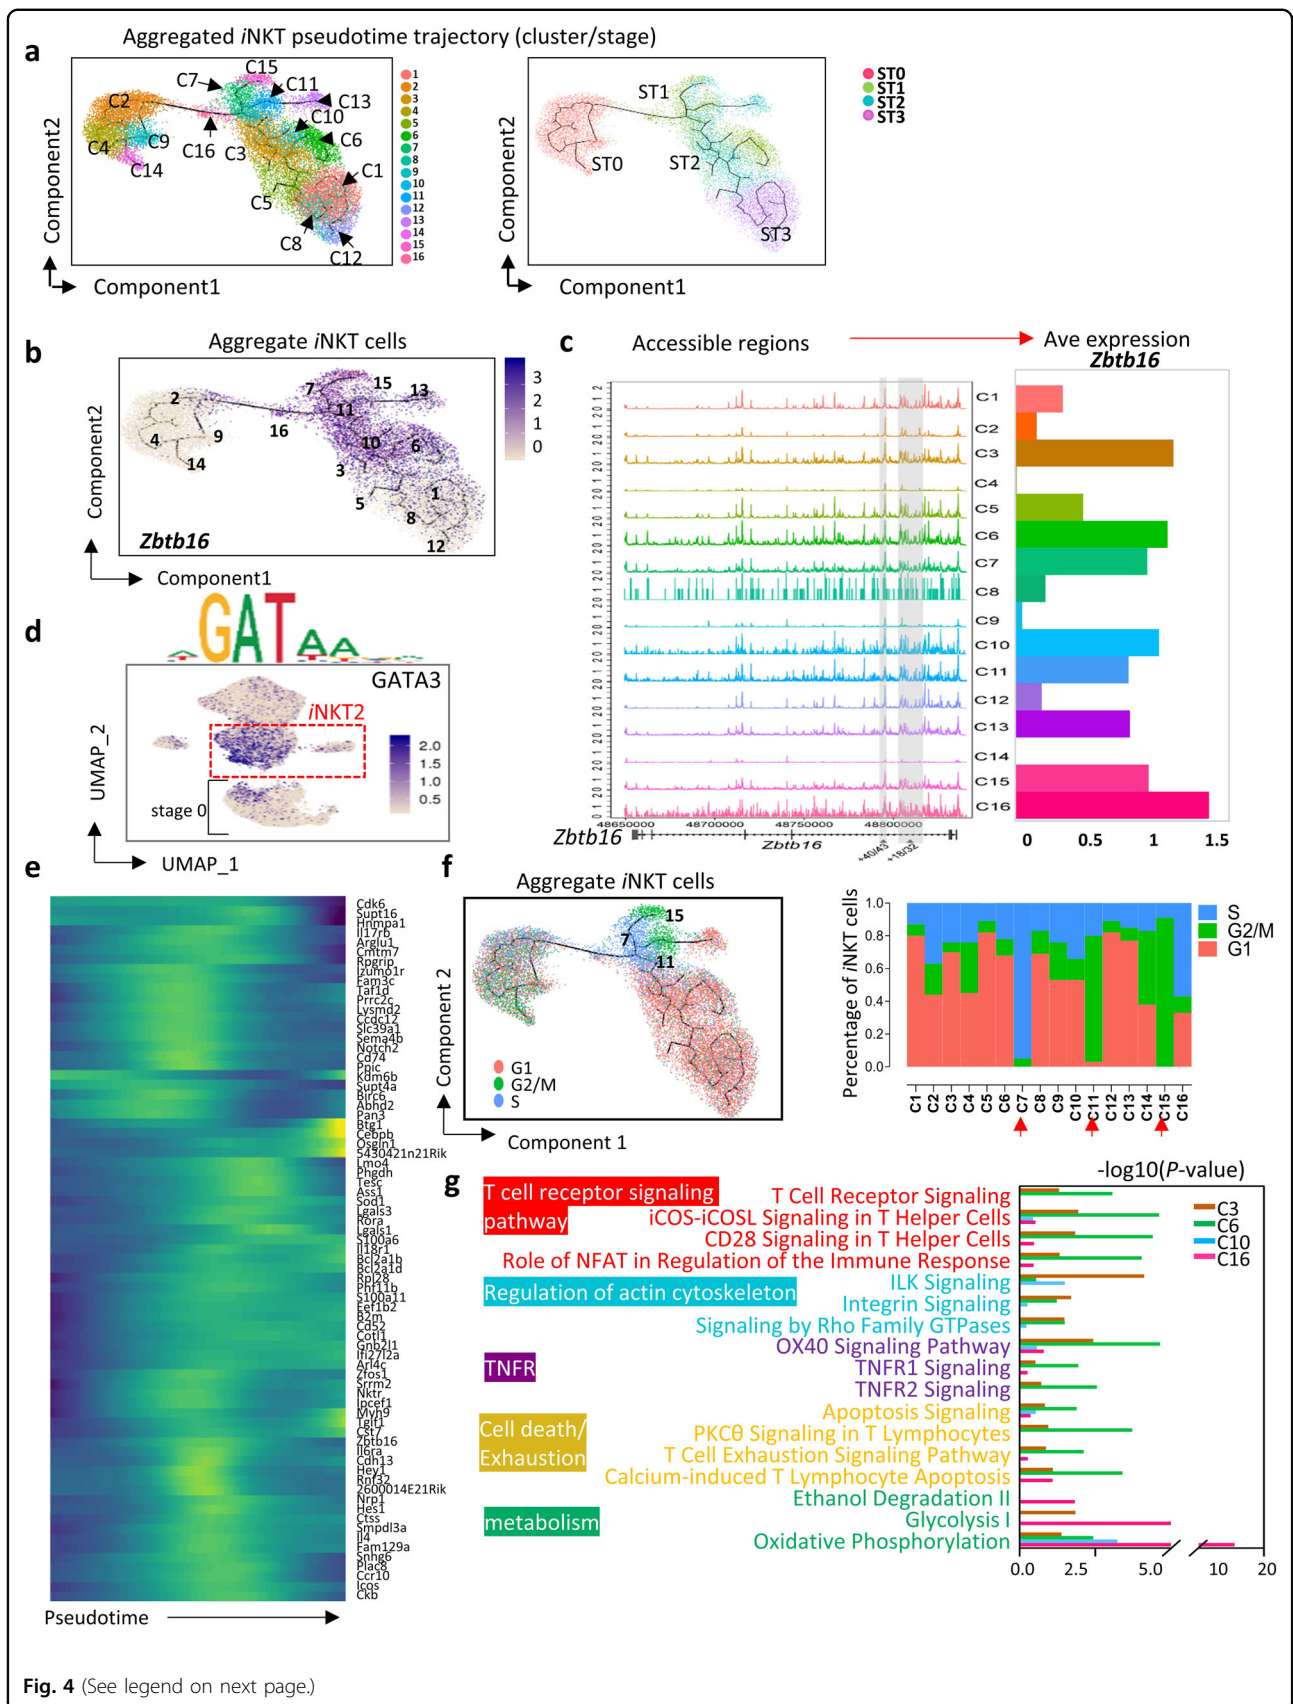 a
Aggregated iNKT pseudotime trajectory (cluster/stage)
Component2
Component1
C2
C4
C9
C14
C7
C15
C11
C13
C10
C16
C3
C6
C1
C5
C8
C12
1
2
3
4
5
6
7
8
9
10
11
12
13
14
15
16
Component2
Component1
ST0
ST1
ST2
ST3
ST0
ST1
ST2
ST3
b
Aggregate iNKT cells
Component2
Component1
Zbtb16
2
4
9
14
16
7
15
13
11
10
6
3
5
1
8
12
3
2
1
0
c
Accessible regions
Ave expression
Zbtb16
C1
C2
C3
C4
C5
C6
C7
C8
C9
C10
C11
C12
C13
C14
C15
C16
48650000 48700000 48750000 48800000
Zbtb16
Zbtb16
+40/43
+18/32
0 0.5 1 1.5
d
GATAA
GATA3
iNKT2
stage 0
2.0
1.5
1.0
0.5
UMAP_2
UMAP_1
e
Cdk6
Supt16
Hnrnpa1
Il17rb
Arglu1
Cmtm7
Rpgrip
Izumo1r
Fam3c
Taf1d
Prrc2c
Lysmd2
Ccdc12
Slc39a1
Sema4b
Notch2
Cd74
Ppic
Kdm6b
Supt4a
Birc6
Abhd2
Pan3
Btg1
Cebpb
Osgin1
5430421n21Rik
Lmo4
Phgdh
Tesc
Ass1
Sod1
Lgals3
Rora
Lgals1
S100a6
Il18r1
Bcl2a1b
Bcl2a1d
Rpl28
Phf11b
S100a11
Eef1b2
B2m
Cd52
Cotl1
Gnb2l1
Ifi27l2a
Arl4c
Zfos1
Srrm2
Nktr
Ipcef1
Myh9
Tgif1
Cst7
Zbtb16
Il6ra
Cdh13
Hey1
Rnf32
2600014E21Rik
Nrp1
Hes1
Ctss
Smpdl3a
Il4
Fam129a
Snhg6
Plac8
Ccr10
Icos
Ckb
Pseudotime
f
Aggregate iNKT cells
Component 2
Component 1
15
7
11
G1
G2/M
S
Percentage of iNKT cells
1.0
0.8
0.6
0.4
0.2
0.0
C1 C2 C3 C4 C5 C6 C7 C8 C9 C10 C11 C12 C13 C14 C15 C16
S
G2/M
G1
g
-log10(P-value)
T cell receptor signaling
pathway
T Cell Receptor Signaling
iCOS-iCOSL Signaling in T Helper Cells
CD28 Signaling in T Helper Cells
Role of NFAT in Regulation of the Immune Response
Regulation of actin cytoskeleton
ILK Signaling
Integrin Signaling
Signaling by Rho Family GTPases
TNFR
OX40 Signaling Pathway
TNFR1 Signaling
TNFR2 Signaling
Cell death/
Exhaustion
Apoptosis Signaling
PKCθ Signaling in T Lymphocytes
T Cell Exhaustion Signaling Pathway
Calcium-induced T Lymphocyte Apoptosis
metabolism
Ethanol Degradation II
Glycolysis I
Oxidative Phosphorylation
C3
C6
C10
C16
0.0 2.5 5.0 10 20
Fig. 4 (See legend on next page.)